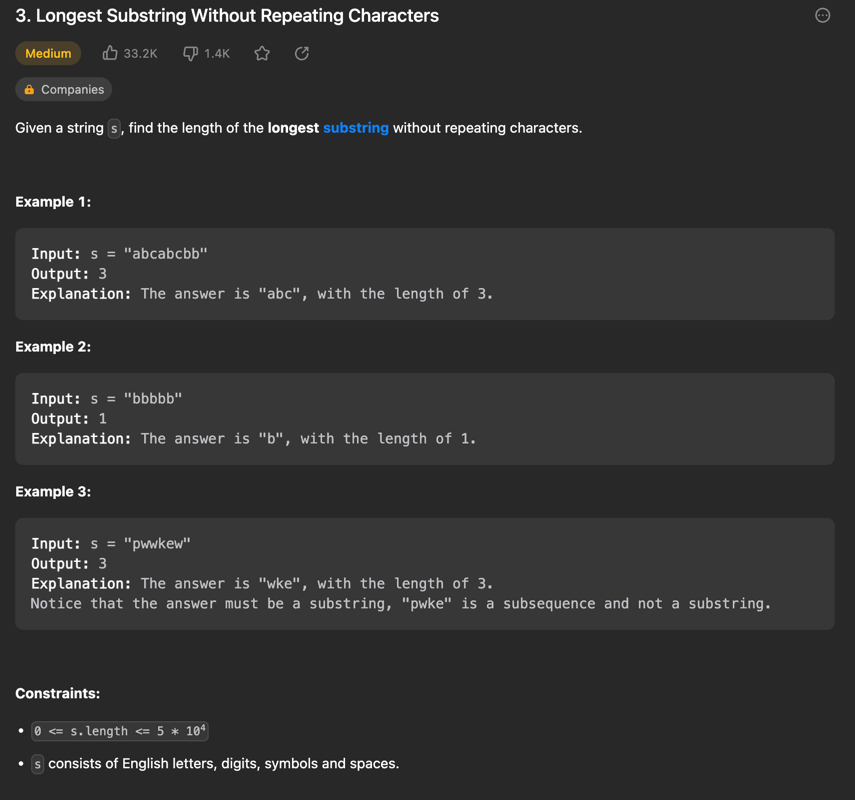 3. Longest Substring Without Repeating Characters
Medium 33.2K 1.4K
Companies
Given a string s, find the length of the longest substring without repeating characters.
Example 1:
Input: s = "abcabcbb"
Output: 3
Explanation: The answer is "abc", with the length of 3.
Example 2:
Input: s = "bbbbb"
Output: 1
Explanation: The answer is "b", with the length of 1.
Example 3:
Input: s = "pwwkew"
Output: 3
Explanation: The answer is "wke", with the length of 3.
Notice that the answer must be a substring, "pwke" is a subsequence and not a substring.
Constraints:
• 0 <= s.length <= 5 * 10⁴
• s consists of English letters, digits, symbols and spaces.